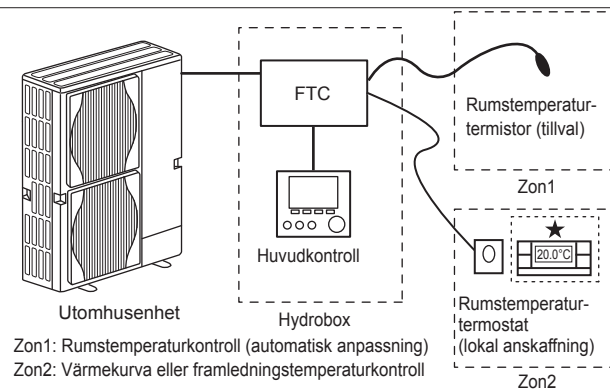 FTC
Rumstemperatur-
termistor (tillval)
Zon1
Huvudkontroll
20.0°C
Utomhusenhet
Hydrobox
Rumstemperatur-
termostat
(lokal anskaffning)
Zon1: Rumstemperaturkontroll (automatisk anpassning)
Zon2: Värmekurva eller framledningstemperaturkontroll
Zon2